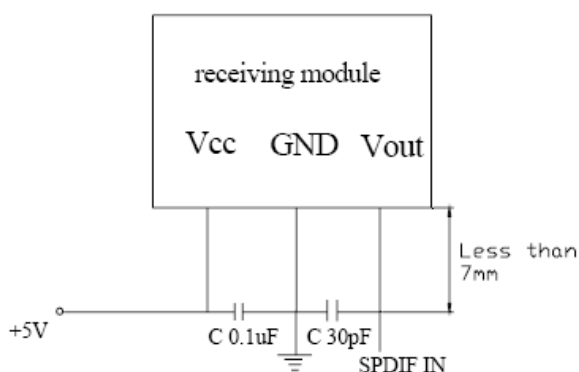 receiving module
Vcc GND Vout
Less than
7mm
+5V
C 0.1uF C 30pF
SPDIF IN